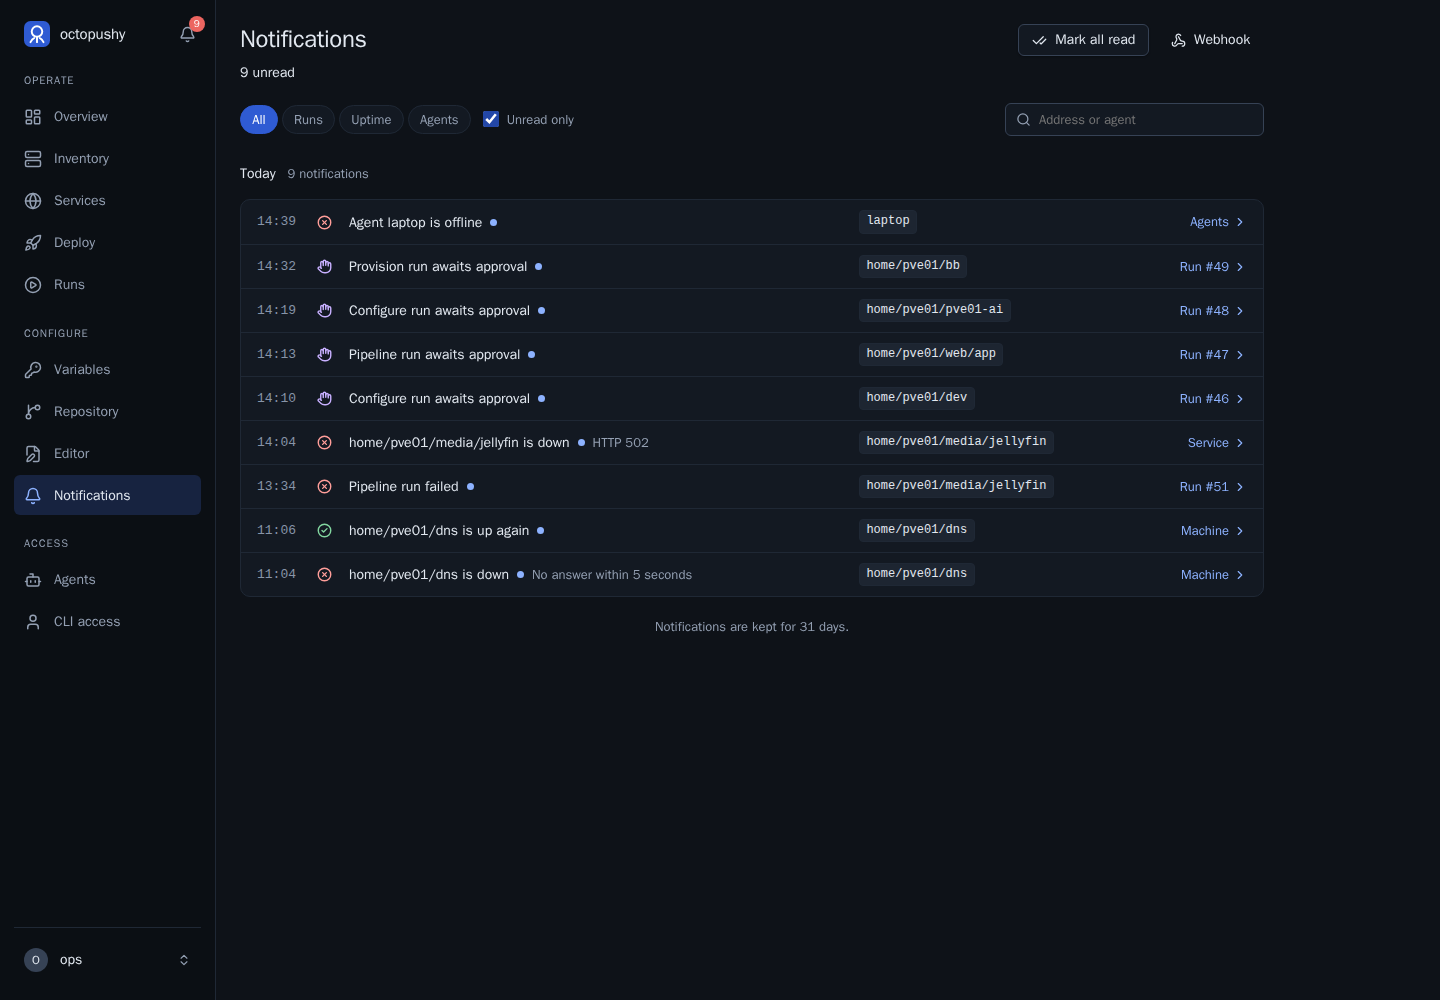 octopushy
9
OPERATE
Overview
Inventory
Services
Deploy
Runs
CONFIGURE
Variables
Repository
Editor
Notifications
ACCESS
Agents
CLI access
O ops
Notifications
Mark all read Webhook
9 unread
All Runs Uptime Agents Unread only Address or agent
Today 9 notifications
14:39 Agent laptop is offline laptop Agents
14:32 Provision run awaits approval home/pve01/bb Run #49
14:19 Configure run awaits approval home/pve01/pve01-ai Run #48
14:13 Pipeline run awaits approval home/pve01/web/app Run #47
14:10 Configure run awaits approval home/pve01/dev Run #46
14:04 home/pve01/media/jellyfin is down HTTP 502 home/pve01/media/jellyfin Service
13:34 Pipeline run failed home/pve01/media/jellyfin Run #51
11:06 home/pve01/dns is up again home/pve01/dns Machine
11:04 home/pve01/dns is down No answer within 5 seconds home/pve01/dns Machine
Notifications are kept for 31 days.